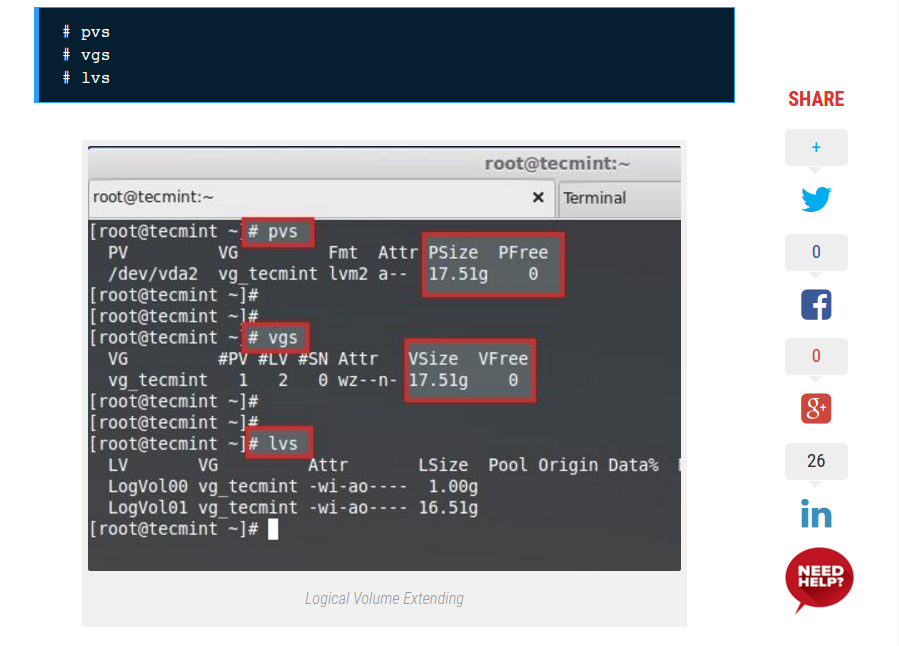 # pvs
# vgs
# lvs
SHARE
+
0
0
g+
26
in
NEED
HELP?
root@tecmint:~
root@tecmint:~ × Terminal
[root@tecmint ~]# pvs
PV VG Fmt Attr PSize PFree
/dev/vda2 vg_tecmint lvm2 a-- 17.51g 0
[root@tecmint ~]#
[root@tecmint ~]#
[root@tecmint ~]# vgs
VG #PV #LV #SN Attr VSize VFree
vg_tecmint 1 2 0 wz--n- 17.51g 0
[root@tecmint ~]#
[root@tecmint ~]#
[root@tecmint ~]# lvs
LV VG Attr LSize Pool Origin Data%
LogVol00 vg_tecmint -wi-ao---- 1.00g
LogVol01 vg_tecmint -wi-ao---- 16.51g
[root@tecmint ~]#
Logical Volume Extending